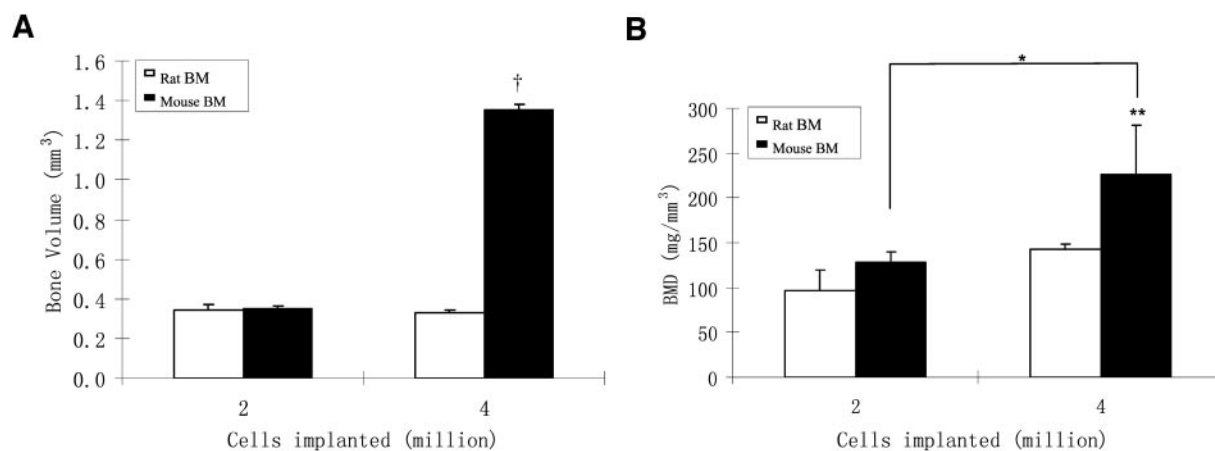 A
Bone Volume (mm³)
1.6
1.4
1.2
1.0
0.8
0.6
0.4
0.2
0.0
Rat BM
Mouse BM
†
2 4
Cells implanted (million)
B
BMD (mg/mm³)
300
250
200
150
100
50
0
Rat BM
Mouse BM
*
**
2 4
Cells implanted (million)